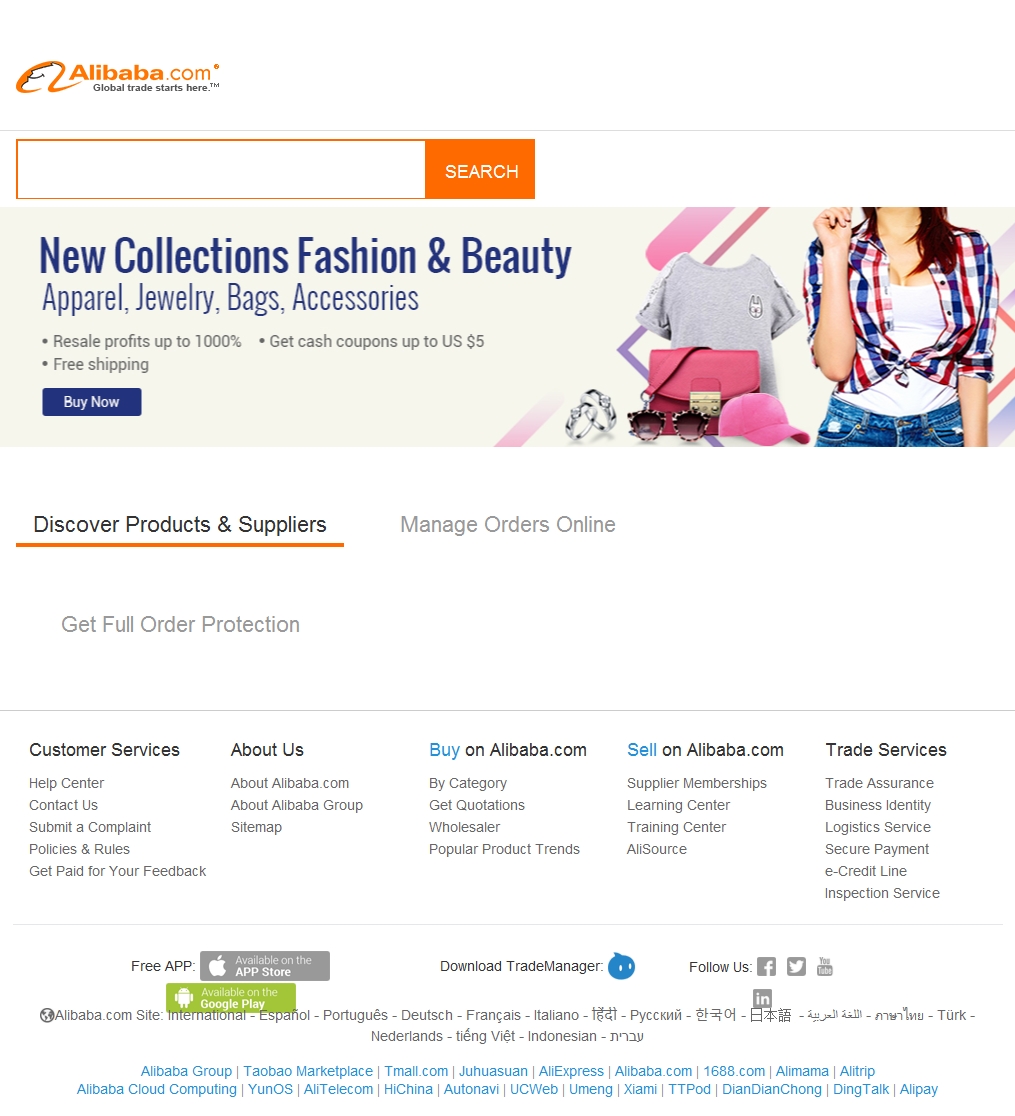 Alibaba.com
Global trade starts here.™
SEARCH
New Collections Fashion & Beauty
Apparel, Jewelry, Bags, Accessories
• Resale profits up to 1000% • Get cash coupons up to US $5
• Free shipping
Buy Now
Discover Products & Suppliers Manage Orders Online
Get Full Order Protection
Customer Services About Us Buy on Alibaba.com Sell on Alibaba.com Trade Services
Help Center About Alibaba.com By Category Supplier Memberships Trade Assurance
Contact Us About Alibaba Group Get Quotations Learning Center Business Identity
Submit a Complaint Sitemap Wholesaler Training Center Logistics Service
Policies & Rules Popular Product Trends AliSource Secure Payment
Get Paid for Your Feedback e-Credit Line
Inspection Service
Free APP: Available on the App Store Download TradeManager: Follow Us: You Tube
Available on the Google Play in
Alibaba.com Site: International - Español - Português - Deutsch - Français - Italiano - हिंदी - Pусский - 한국어 - 日本語 - اللغة العربية - ภาษาไทย - Türk -
Nederlands - tiếng Việt - Indonesian - עברית
Alibaba Group | Taobao Marketplace | Tmall.com | Juhuasuan | AliExpress | Alibaba.com | 1688.com | Alimama | Alitrip
Alibaba Cloud Computing | YunOS | AliTelecom | HiChina | Autonavi | UCWeb | Umeng | Xiami | TTPod | DianDianChong | DingTalk | Alipay